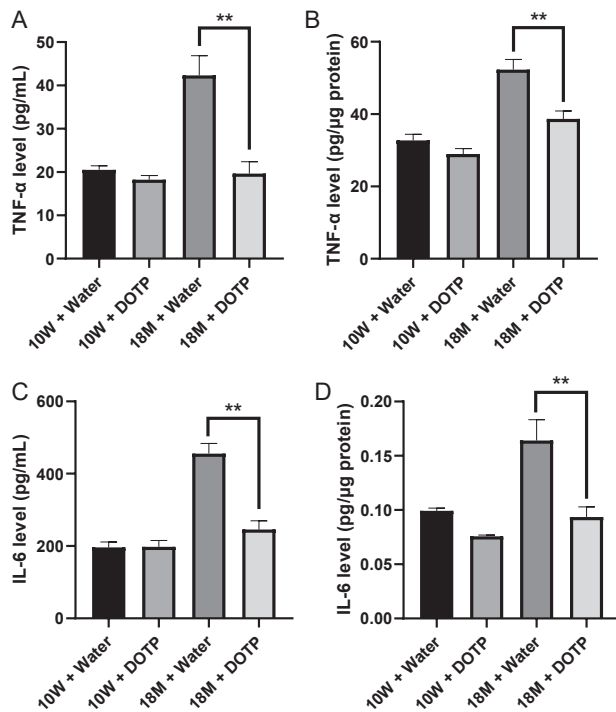 A
TNF-α level (pg/mL)
50
40
30
20
10
0
**
10W + Water
10W + DOTP
18M + Water
18M + DOTP
B
TNF-α level (pg/μg protein)
60
40
20
0
**
10W + Water
10W + DOTP
18M + Water
18M + DOTP
C
IL-6 level (pg/mL)
600
400
200
0
**
10W + Water
10W + DOTP
18M + Water
18M + DOTP
D
IL-6 level (pg/μg protein)
0.20
0.15
0.10
0.05
0.00
**
10W + Water
10W + DOTP
18M + Water
18M + DOTP